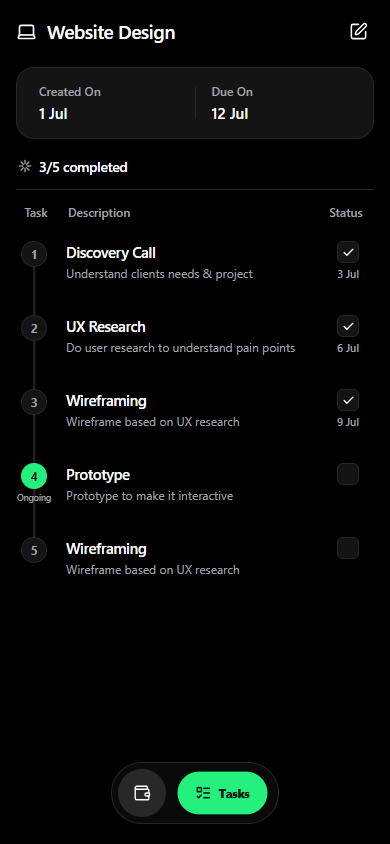 Website Design
Created On
Due On
1 Jul
12 Jul
3/5 completed
Task Description Status
1 Discovery Call
Understand clients needs & project 3 Jul
2 UX Research
Do user research to understand pain points 6 Jul
3 Wireframing
Wireframe based on UX research 9 Jul
4 Prototype
Ongoing Prototype to make it interactive
5 Wireframing
Wireframe based on UX research
Tasks